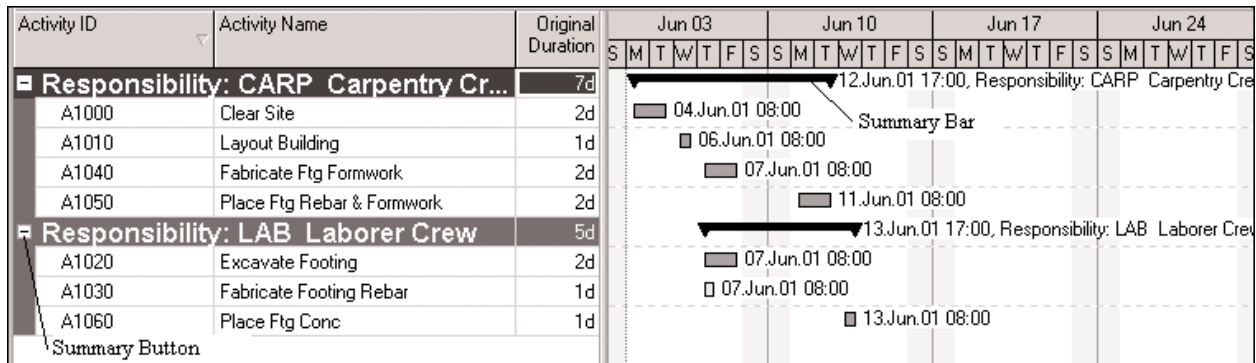 Activity ID Activity Name Original Duration Jun 03 Jun 10 Jun 17 Jun 24
S M T W T F S S M T W T F S S M T W T F S S M T W T F S
Responsibility: CARP Carpentry Cr... 7d 12.Jun.01 17:00, Responsibility: CARP Carpentry Cre
A1000 Clear Site 2d 04.Jun.01 08:00
Summary Bar
A1010 Layout Building 1d 06.Jun.01 08:00
A1040 Fabricate Ftg Formwork 2d 07.Jun.01 08:00
A1050 Place Ftg Rebar & Formwork 2d 11.Jun.01 08:00
Responsibility: LAB Laborer Crew 5d 13.Jun.01 17:00, Responsibility: LAB Laborer Crew
A1020 Excavate Footing 2d 07.Jun.01 08:00
A1030 Fabricate Footing Rebar 1d 07.Jun.01 08:00
A1060 Place Ftg Conc 1d 13.Jun.01 08:00
Summary Button